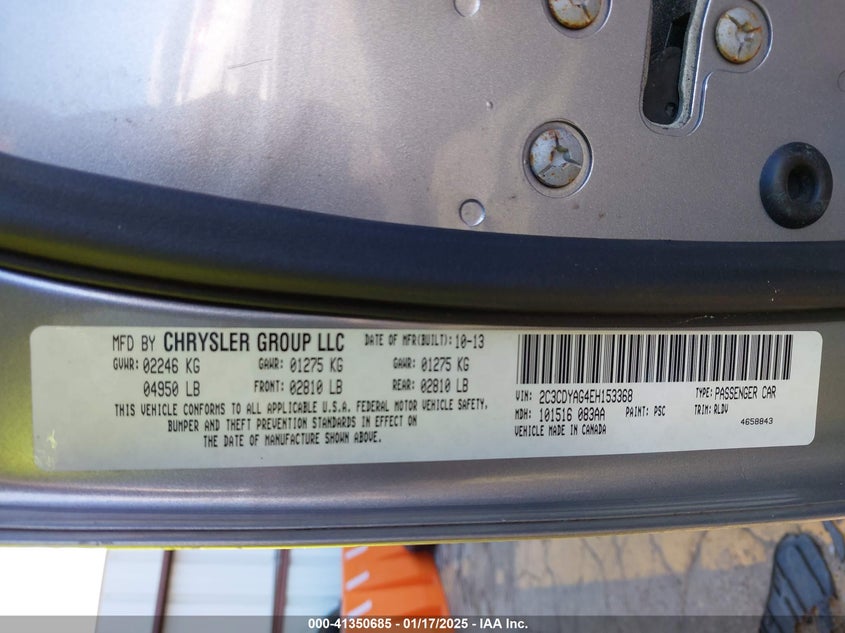 MFD BY CHRYSLER GROUP LLC DATE OF MFR(BUILT): 10-13
GVWR: 02246 KG GAWR: 01275 KG GAWR: 01275 KG
04950 LB FRONT: 02810 LB REAR: 02810 LB
THIS VEHICLE CONFORMS TO ALL APPLICABLE U.S.A. FEDERAL MOTOR VEHICLE SAFETY,
BUMPER AND THEFT PREVENTION STANDARDS IN EFFECT ON
THE DATE OF MANUFACTURE SHOWN ABOVE.
VIN: 2C3CDYAG4EH153368 TYPE: PASSENGER CAR
MDH: 101516 083AA PAINT: PSC TRIM: RLDV
VEHICLE MADE IN CANADA 4658843
000-41350685 — 01/17/2025 — IAA Inc.